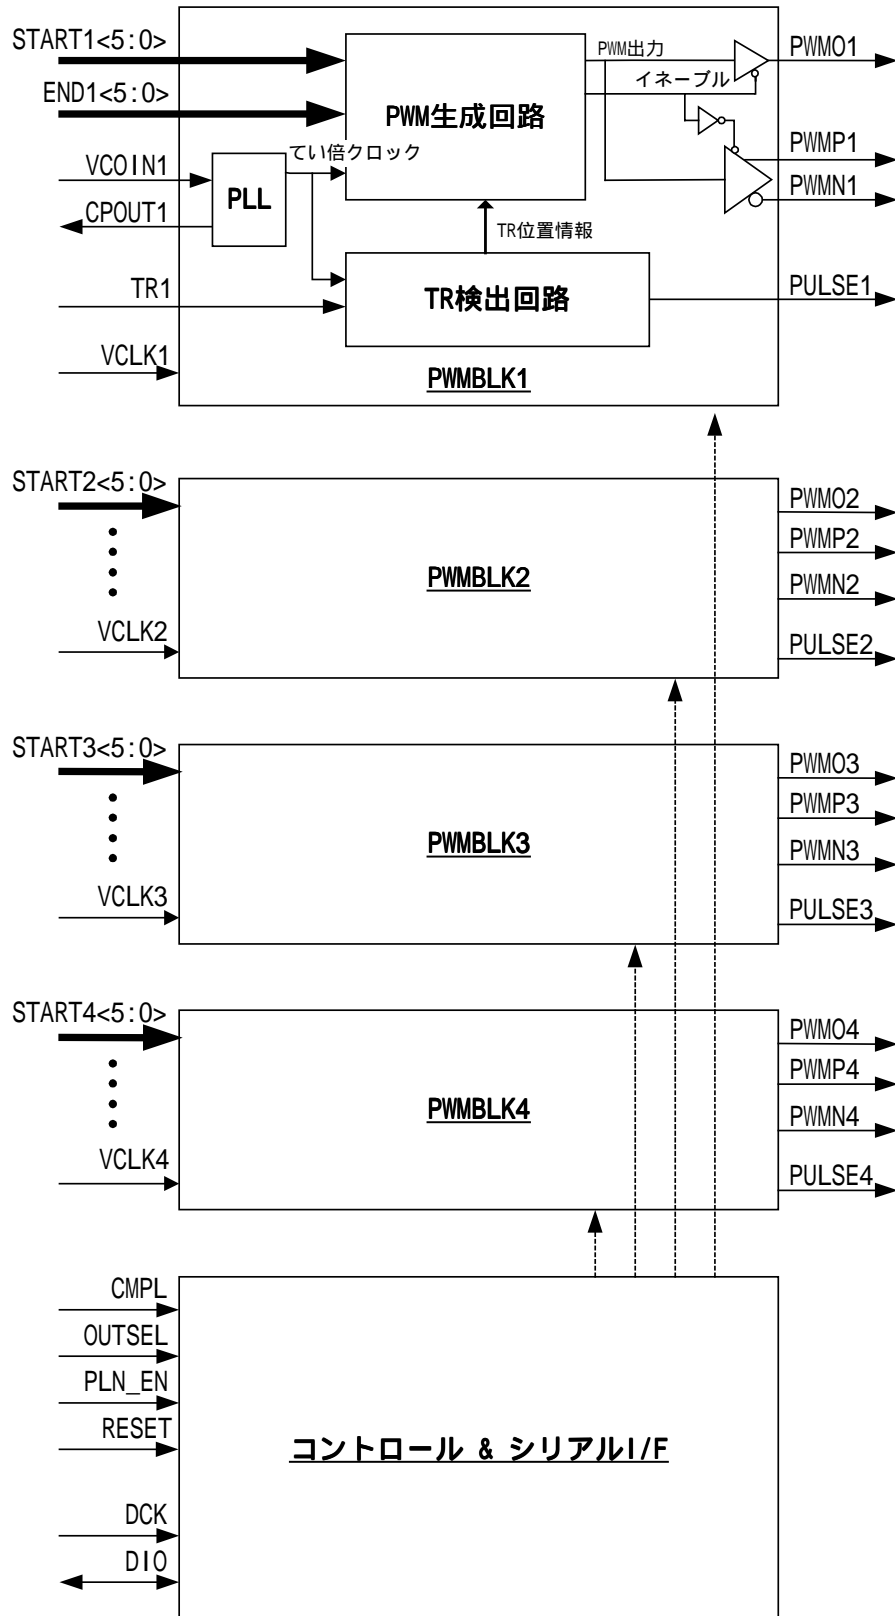 START1<5:0>
END1<5:0>
VCOIN1
CPOUT1
TR1
VCLK1
PWM生成回路
てい倍クロック
PLL
TR位置情報
TR検出回路
PWMBLK1
PWM出力
イネーブル
PWMO1
PWMP1
PWMN1
PULSE1
START2<5:0>
VCLK2
PWMBLK2
PWMO2
PWMP2
PWMN2
PULSE2
START3<5:0>
VCLK3
PWMBLK3
PWMO3
PWMP3
PWMN3
PULSE3
START4<5:0>
VCLK4
PWMBLK4
PWMO4
PWMP4
PWMN4
PULSE4
CMPL
OUTSEL
PLN_EN
RESET
DCK
DIO
コントロール & シリアルI/F